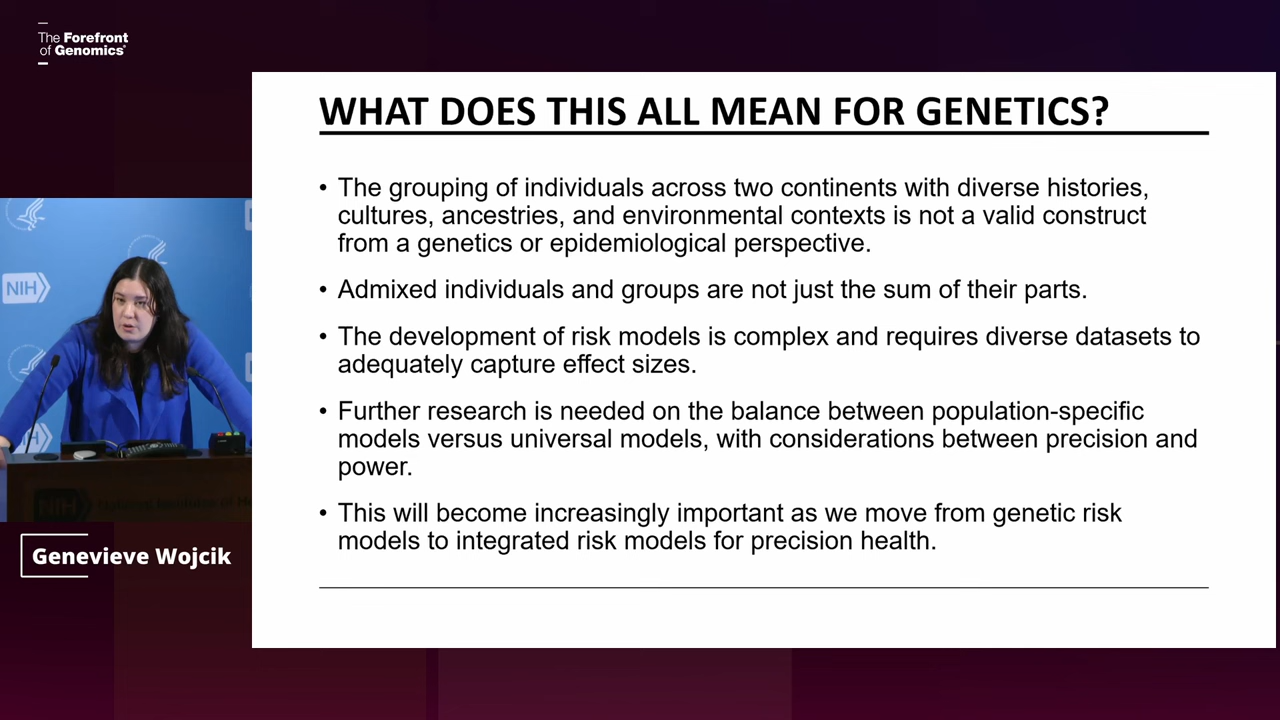 The Forefront
of Genomics®
WHAT DOES THIS ALL MEAN FOR GENETICS?
• The grouping of individuals across two continents with diverse histories,
cultures, ancestries, and environmental contexts is not a valid construct
from a genetics or epidemiological perspective.
• Admixed individuals and groups are not just the sum of their parts.
• The development of risk models is complex and requires diverse datasets to
adequately capture effect sizes.
• Further research is needed on the balance between population-specific
models versus universal models, with considerations between precision and
power.
• This will become increasingly important as we move from genetic risk
models to integrated risk models for precision health.
NIH
NIH
National Institutes of He
Genevieve Wojcik